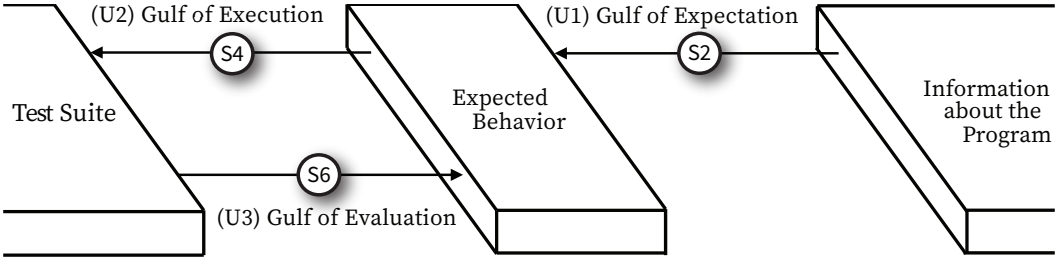 (U2) Gulf of Execution
(U1) Gulf of Expectation
S4
S2
Test Suite
Expected
Behavior
Information
about the
Program
S6
(U3) Gulf of Evaluation